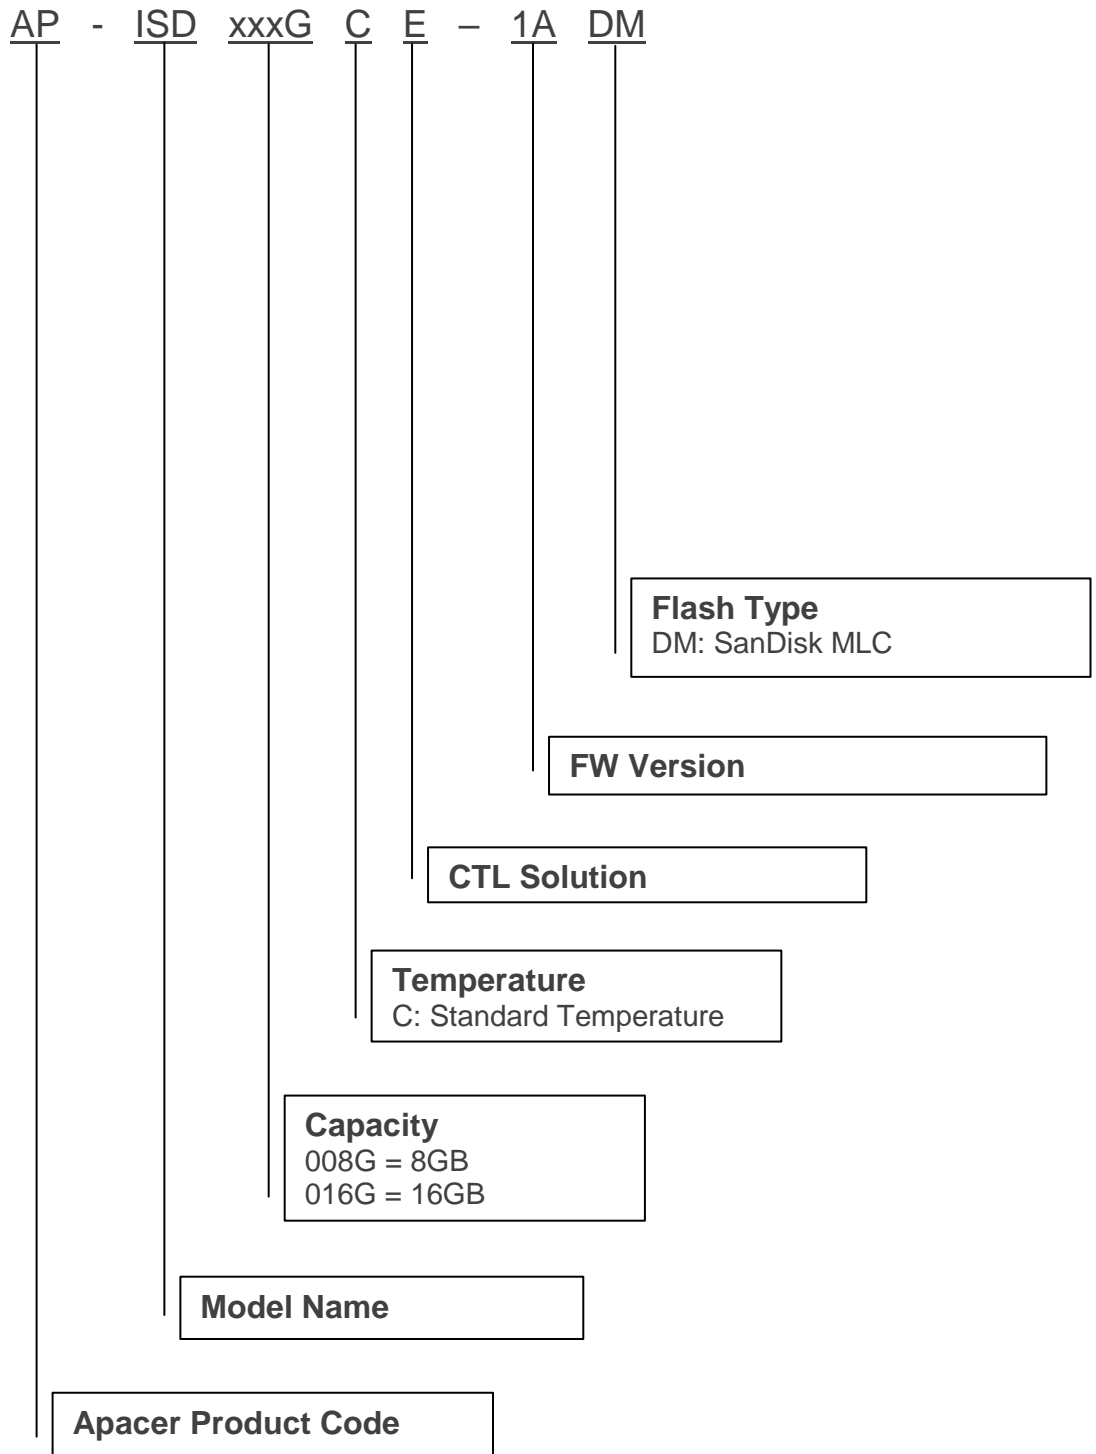 AP - ISD xxxG C E – 1A DM
Flash Type
DM: SanDisk MLC
FW Version
CTL Solution
Temperature
C: Standard Temperature
Capacity
008G = 8GB
016G = 16GB
Model Name
Apacer Product Code